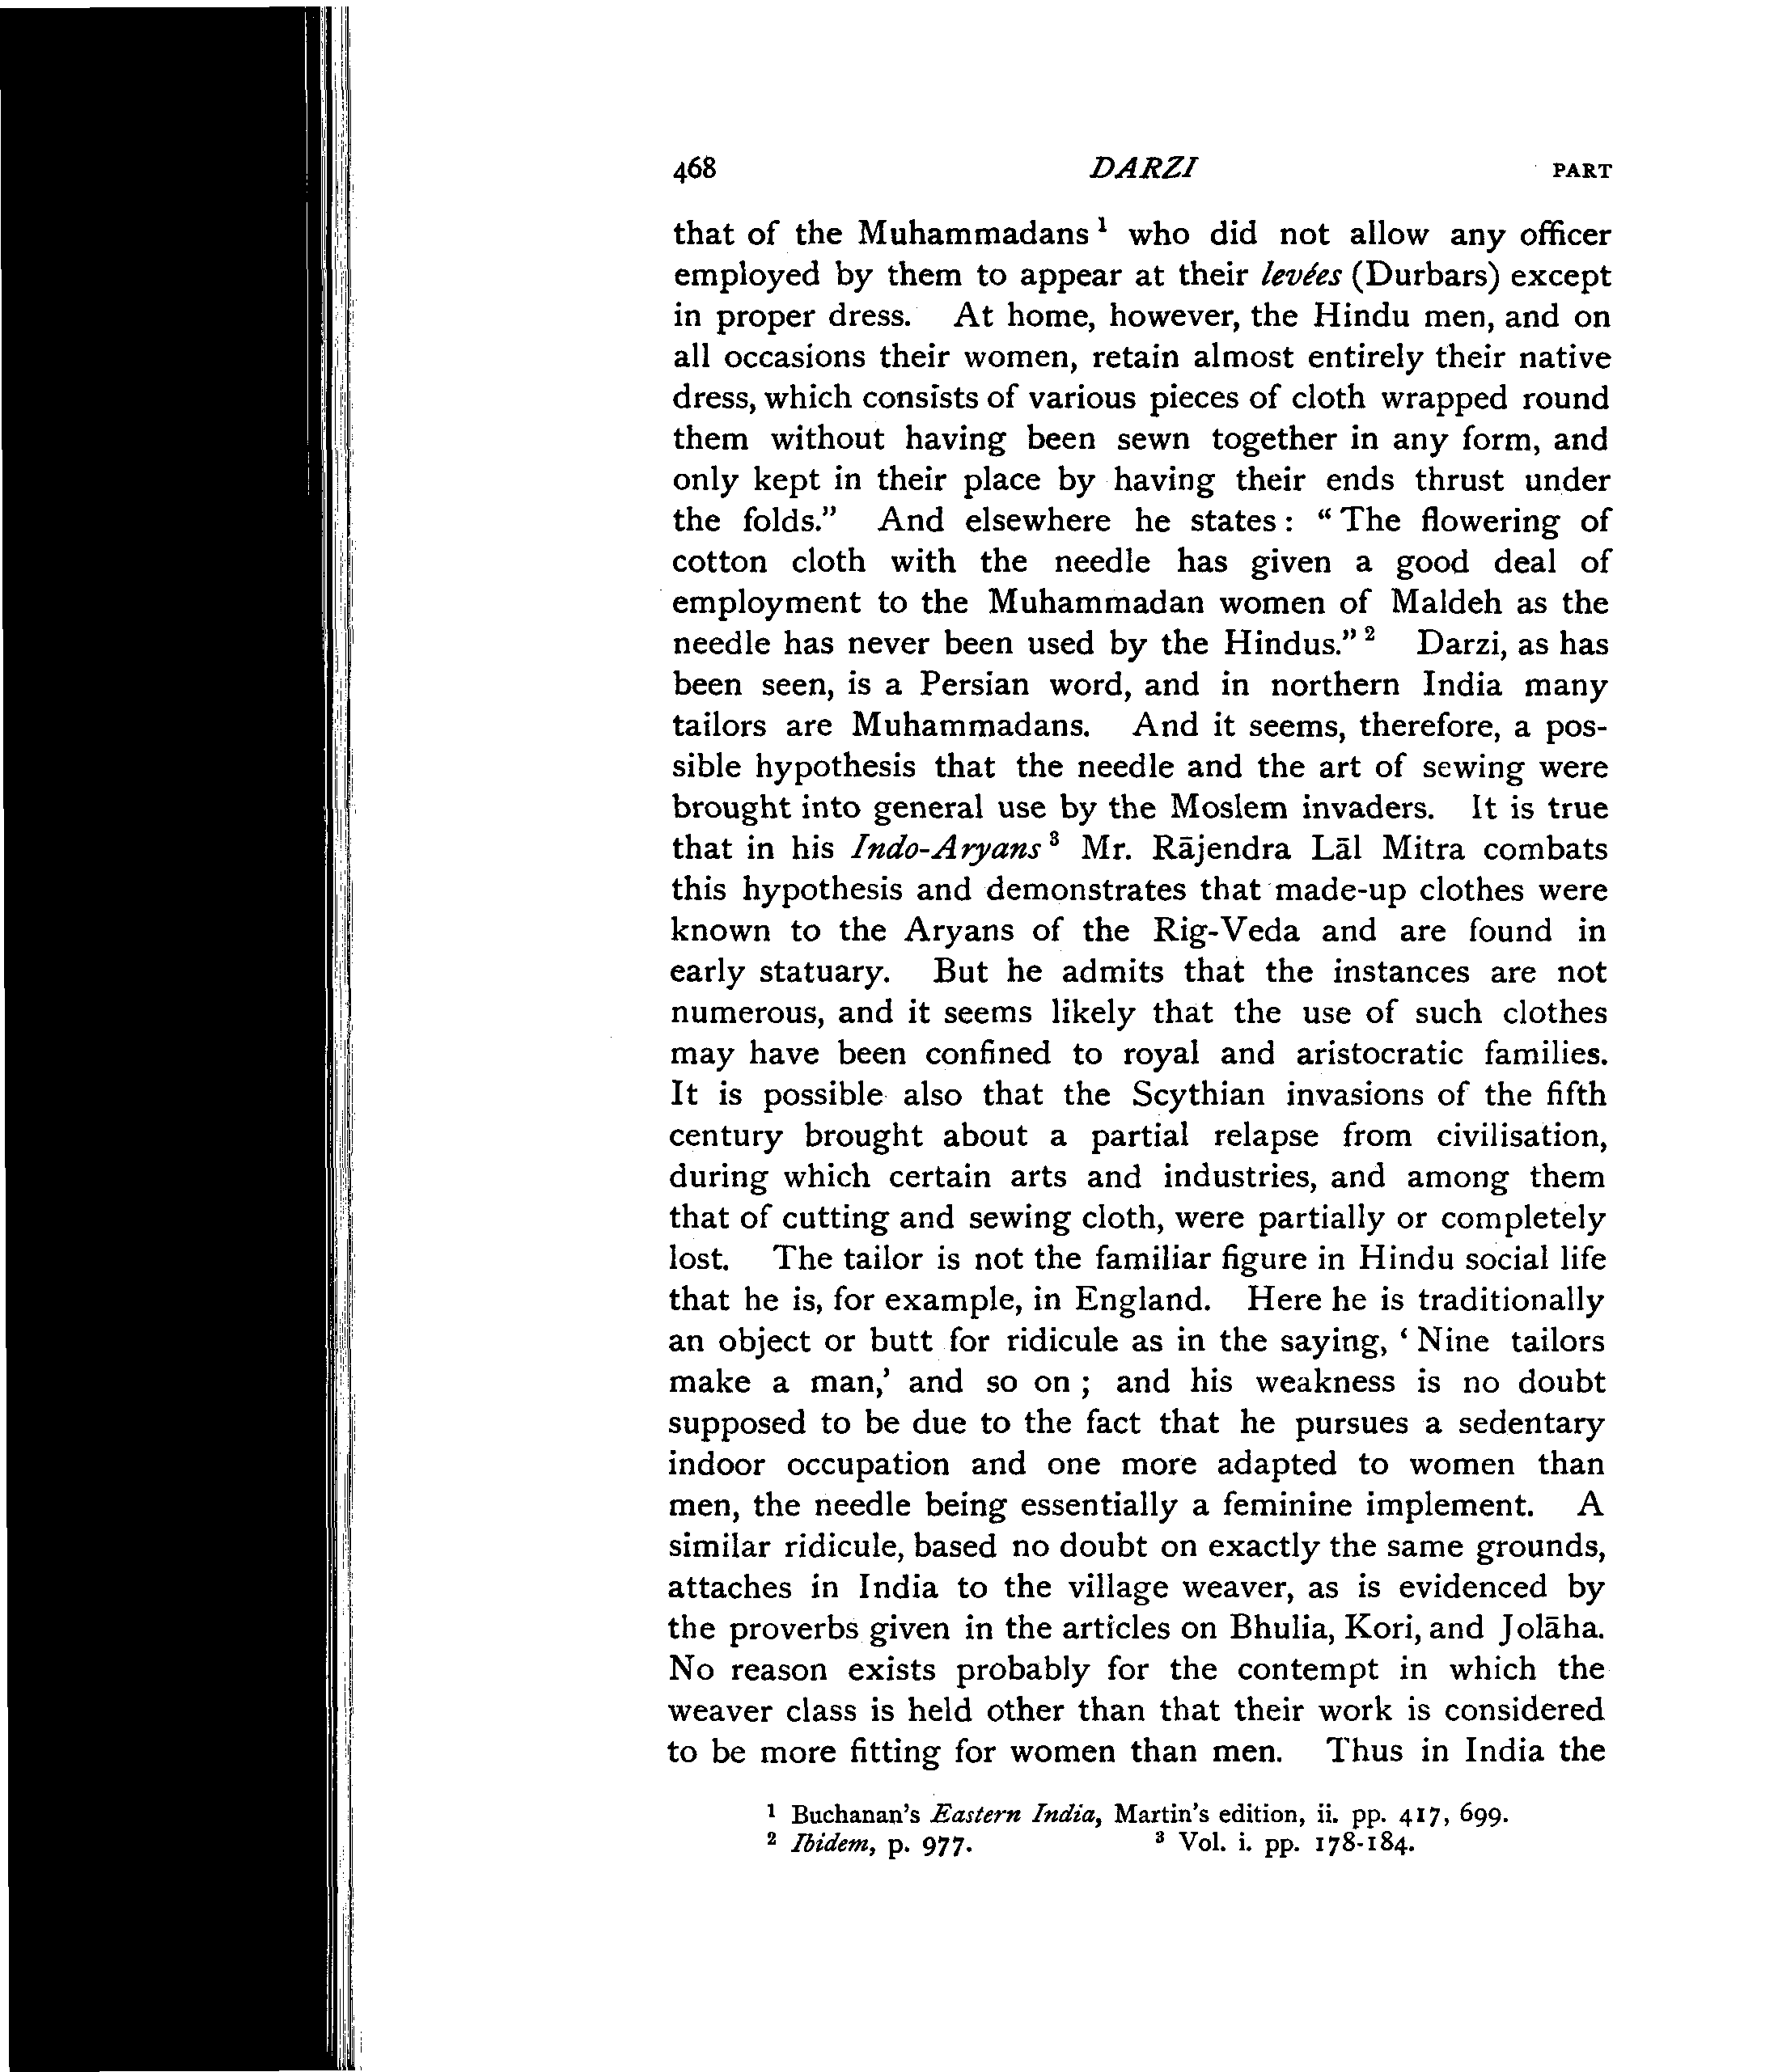 468 DARZI PART
that of the Muhammadans 1 who did not allow any officer
employed by them to appear at their levées (Durbars) except
in proper dress. At home, however, the Hindu men, and on
all occasions their women, retain almost entirely their native
dress, which consists of various pieces of cloth wrapped round
them without having been sewn together in any form, and
only kept in their place by having their ends thrust under
the folds." And elsewhere he states: "The flowering of
cotton cloth with the needle has given a good deal of
employment to the Muhammadan women of Maldeh as the
needle has never been used by the Hindus." 2 Darzi, as has
been seen, is a Persian word, and in northern India many
tailors are Muhammadans. And it seems, therefore, a pos-
sible hypothesis that the needle and the art of sewing were
brought into general use by the Moslem invaders. It is true
that in his Indo-Aryans 3 Mr. Rājendra Lāl Mitra combats
this hypothesis and demonstrates that made-up clothes were
known to the Aryans of the Rig-Veda and are found in
early statuary. But he admits that the instances are not
numerous, and it seems likely that the use of such clothes
may have been confined to royal and aristocratic families.
It is possible also that the Scythian invasions of the fifth
century brought about a partial relapse from civilisation,
during which certain arts and industries, and among them
that of cutting and sewing cloth, were partially or completely
lost. The tailor is not the familiar figure in Hindu social life
that he is, for example, in England. Here he is traditionally
an object or butt for ridicule as in the saying, 'Nine tailors
make a man,' and so on; and his weakness is no doubt
supposed to be due to the fact that he pursues a sedentary
indoor occupation and one more adapted to women than
men, the needle being essentially a feminine implement. A
similar ridicule, based no doubt on exactly the same grounds,
attaches in India to the village weaver, as is evidenced by
the proverbs given in the articles on Bhulia, Kori, and Jolāha.
No reason exists probably for the contempt in which the
weaver class is held other than that their work is considered
to be more fitting for women than men. Thus in India the
1 Buchanan's Eastern India, Martin's edition, ii. pp. 417, 699.
2 Ibidem, p. 977. 3 Vol. i. pp. 178-184.